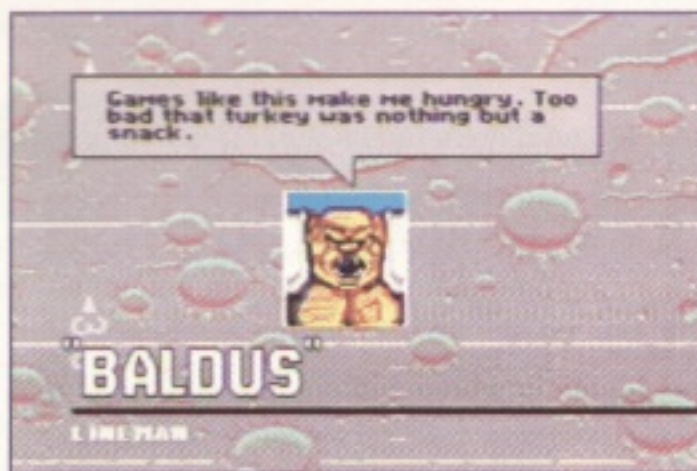 Games like this make me hungry. Too
bad that turkey was nothing but a
snack.
"BALDUS"
LINEMAN